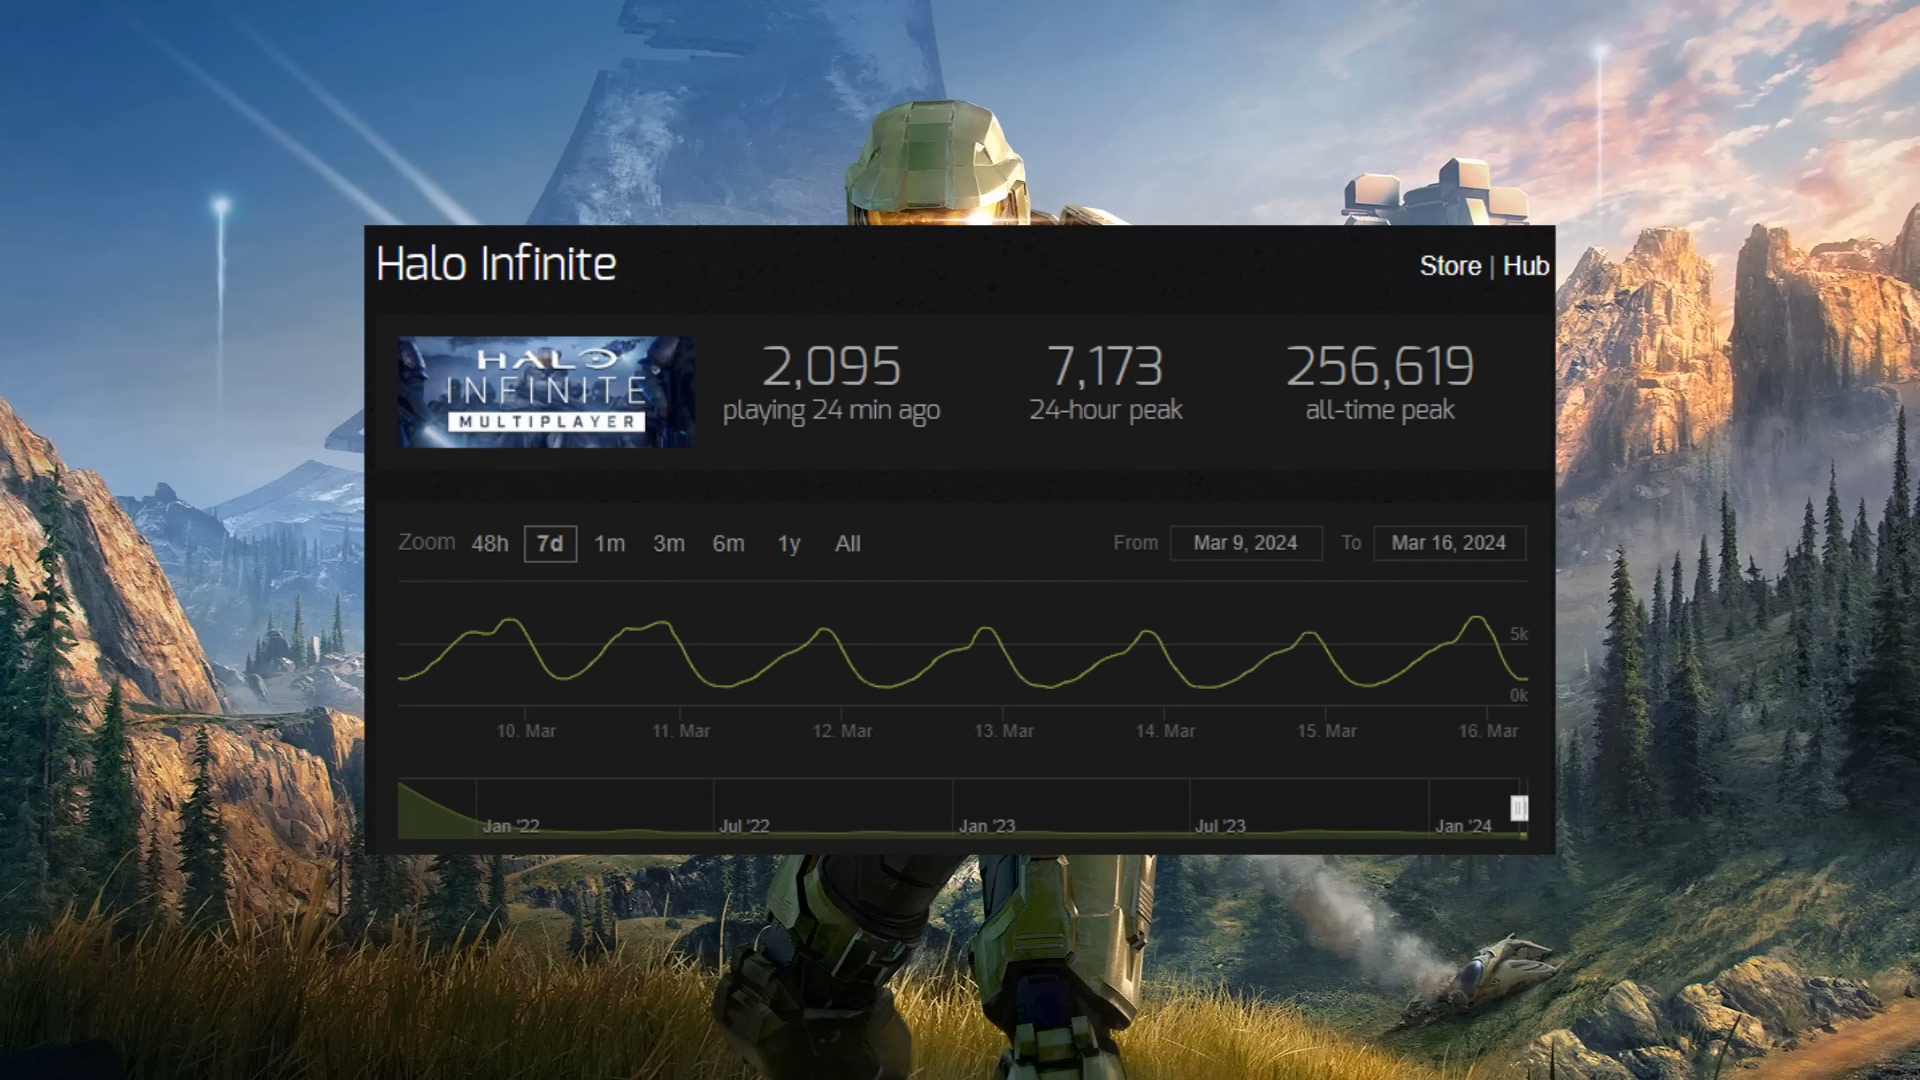 Halo Infinite
Store | Hub
HALO
INFINITE
MULTIPLAYER
2,095
playing 24 min ago
7,173
24-hour peak
256,619
all-time peak
Zoom 48h 7d 1m 3m 6m 1y All
From Mar 9, 2024 To Mar 16, 2024
5k
0k
10. Mar 11. Mar 12. Mar 13. Mar 14. Mar 15. Mar 16. Mar
Jan '22 Jul '22 Jan '23 Jul '23 Jan '24